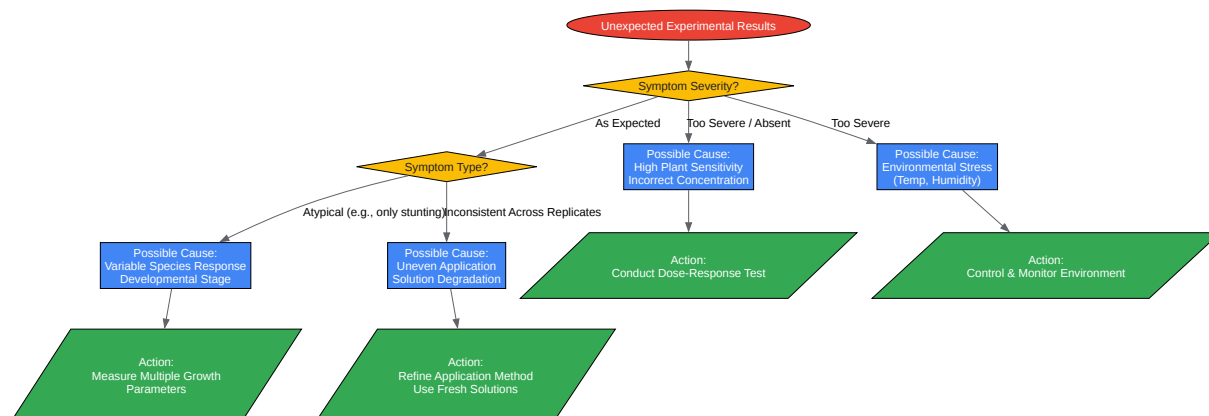 Unexpected Experimental Results
Symptom Severity?
As Expected
Too Severe / Absent
Too Severe
Symptom Type?
Possible Cause:
High Plant Sensitivity
Incorrect Concentration
Possible Cause:
Environmental Stress
(Temp, Humidity)
Atypical (e.g., only stunting)
Inconsistent Across Replicates
Possible Cause:
Variable Species Response
Developmental Stage
Possible Cause:
Uneven Application
Solution Degradation
Action:
Conduct Dose-Response Test
Action:
Control & Monitor Environment
Action:
Measure Multiple Growth
Parameters
Action:
Refine Application Method
Use Fresh Solutions